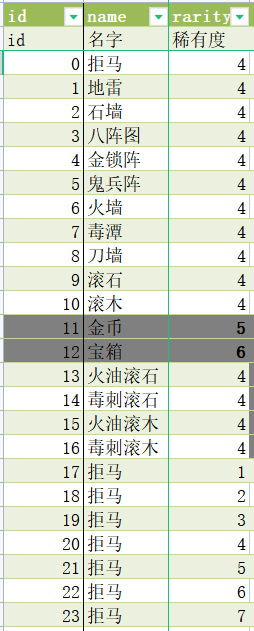 id name rarity
id 名字 稀有度
0 拒马 4
1 地雷 4
2 石墙 4
3 八阵图 4
4 金锁阵 4
5 鬼兵阵 4
6 火墙 4
7 毒潭 4
8 刀墙 4
9 滚石 4
10 滚木 4
11 金币 5
12 宝箱 6
13 火油滚石 4
14 毒刺滚石 4
15 火油滚木 4
16 毒刺滚木 4
17 拒马 1
18 拒马 2
19 拒马 3
20 拒马 4
21 拒马 5
22 拒马 6
23 拒马 7